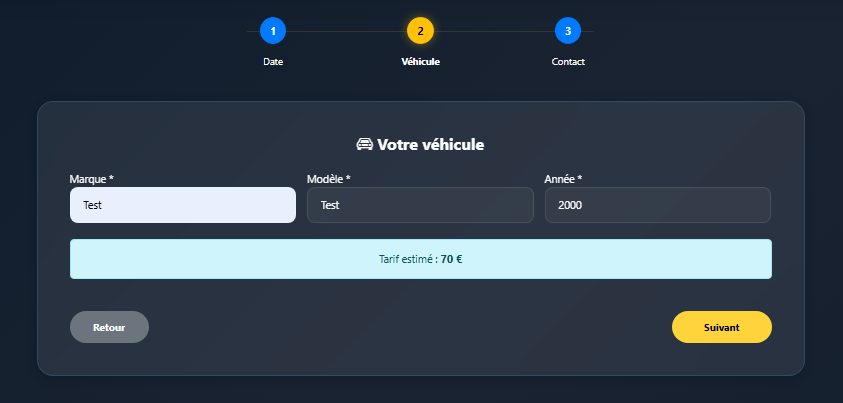 1 2 3
Date Véhicule Contact
Votre véhicule
Marque * Modèle * Année *
Test Test 2000
Tarif estimé : 70 €
Retour Suivant